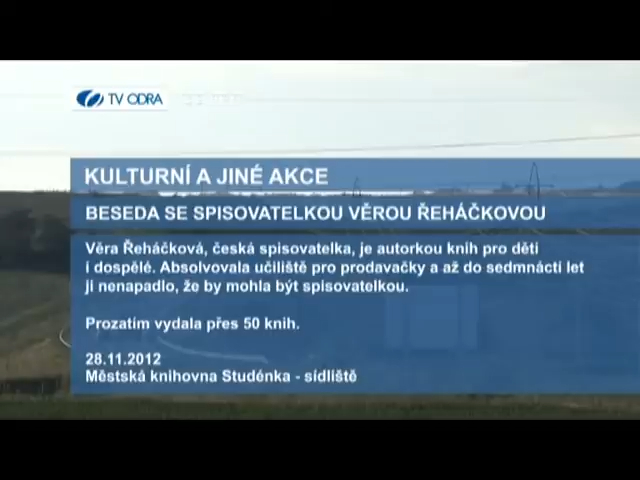 TV ODRA
KULTURNÍ A JINÉ AKCE
BESEDA SE SPISOVATELKOU VĚROU ŘEHÁČKOVOU
Věra Řeháčková, česká spisovatelka, je autorkou knih pro děti
i dospělé. Absolvovala učiliště pro prodavačky a až do sedmnácti let
ji nenapadlo, že by mohla být spisovatelkou.
Prozatím vydala přes 50 knih.
28.11.2012
Městská knihovna Studénka - sídliště